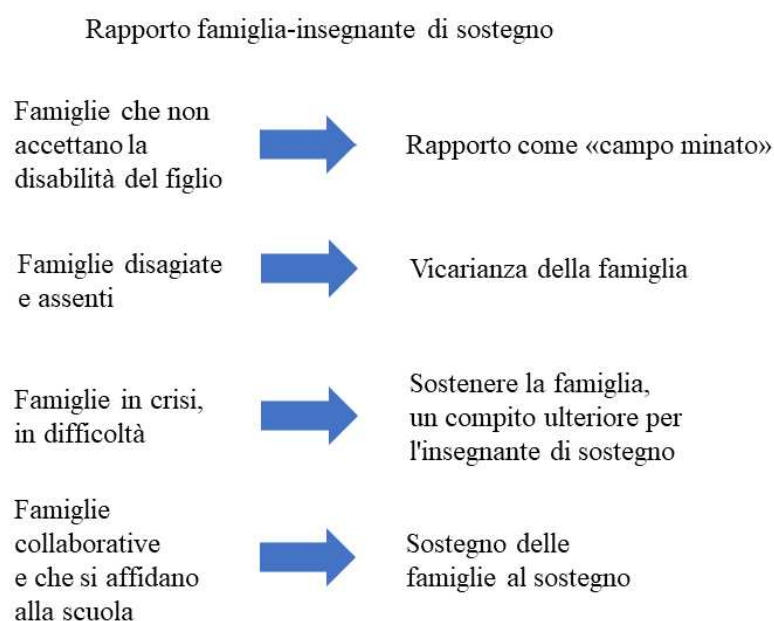 Rapporto famiglia-insegnante di sostegno
Famiglie che non
accettano la
disabilità del figlio
Rapporto come «campo minato»
Famiglie disagiate
e assenti
Vicarianza della famiglia
Famiglie in crisi,
in difficoltà
Sostenere la famiglia,
un compito ulteriore per
l'insegnante di sostegno
Famiglie
collaborative
e che si affidano
alla scuola
Sostegno delle
famiglie al sostegno